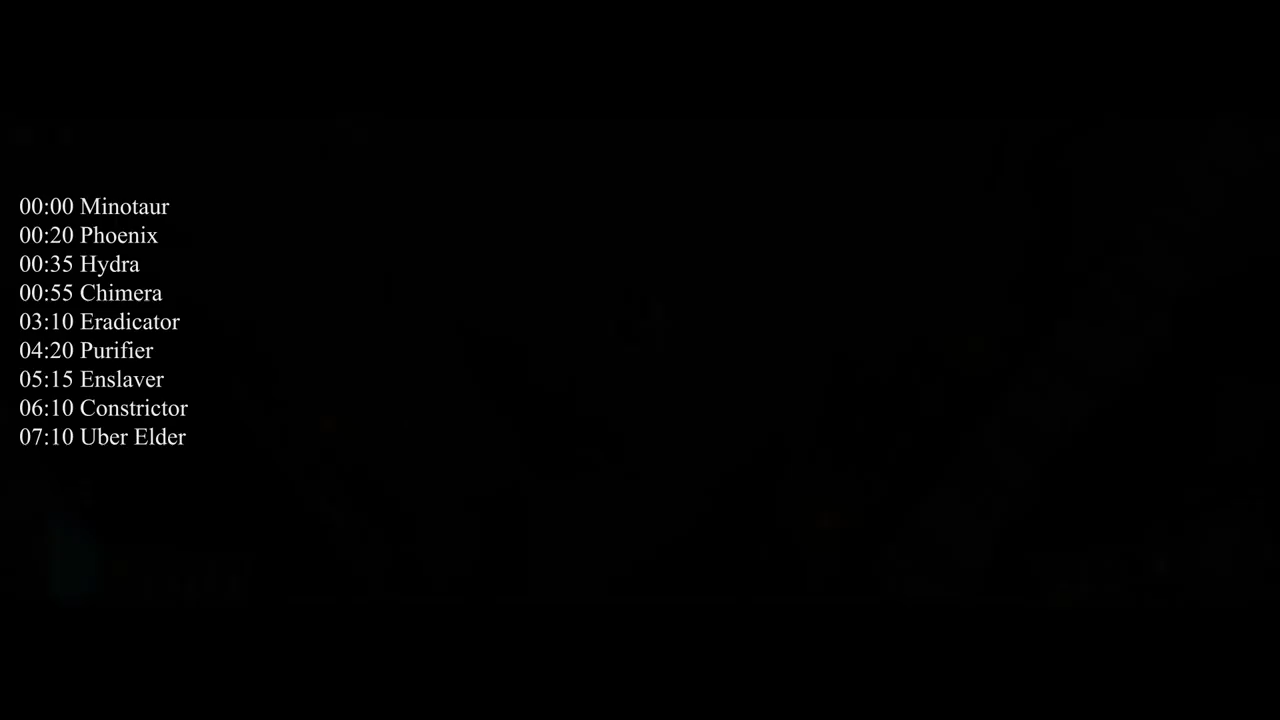 00:00 Minotaur
00:20 Phoenix
00:35 Hydra
00:55 Chimera
03:10 Eradicator
04:20 Purifier
05:15 Enslaver
06:10 Constrictor
07:10 Uber Elder